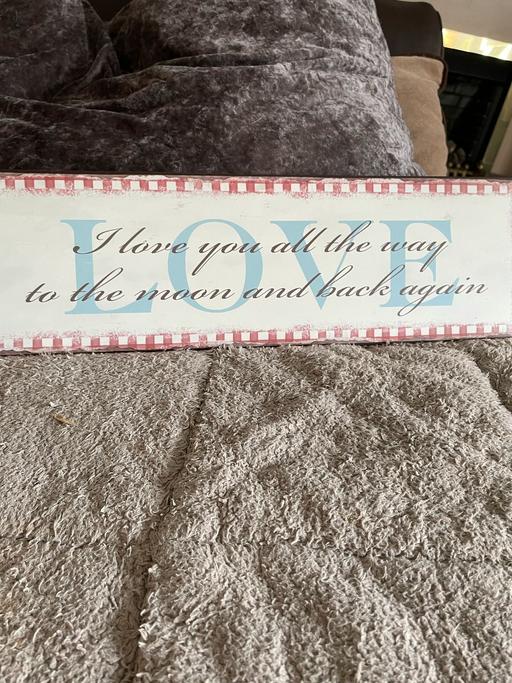 LOVE
I love you all the way
to the moon and back again